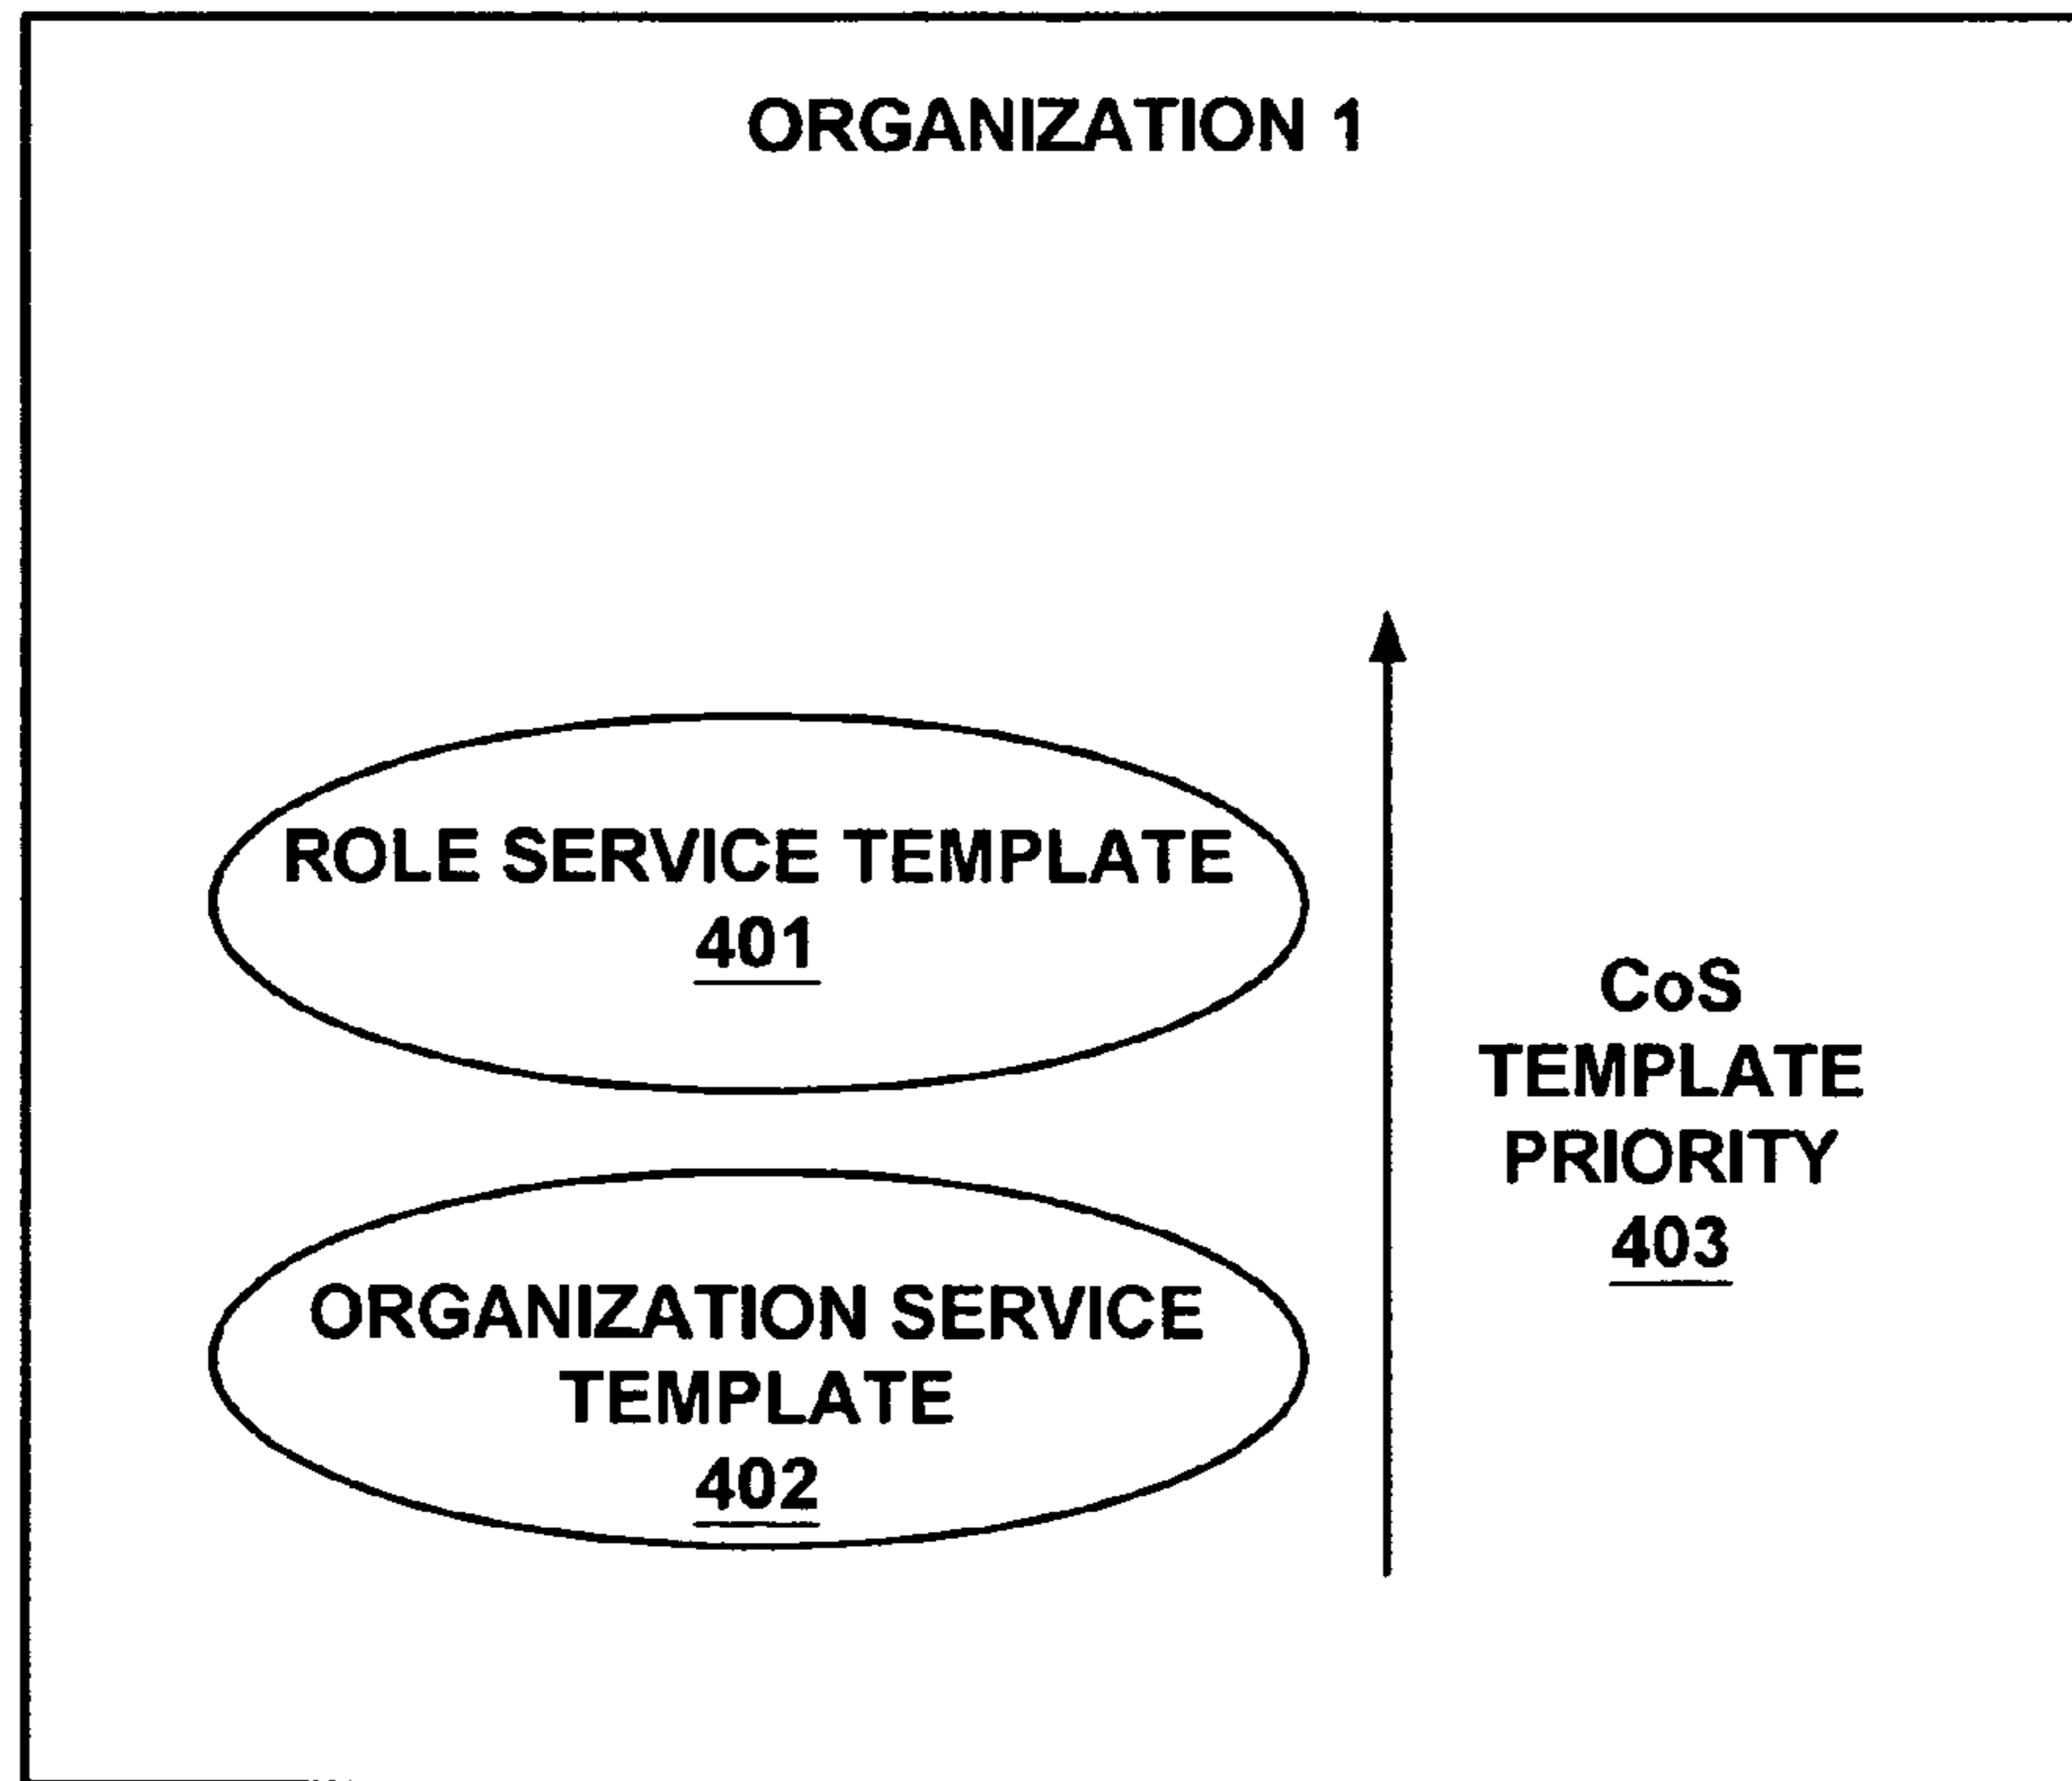 ORGANIZATION 1
ROLE SERVICE TEMPLATE
401
ORGANIZATION SERVICE
TEMPLATE
402
CoS
TEMPLATE
PRIORITY
403